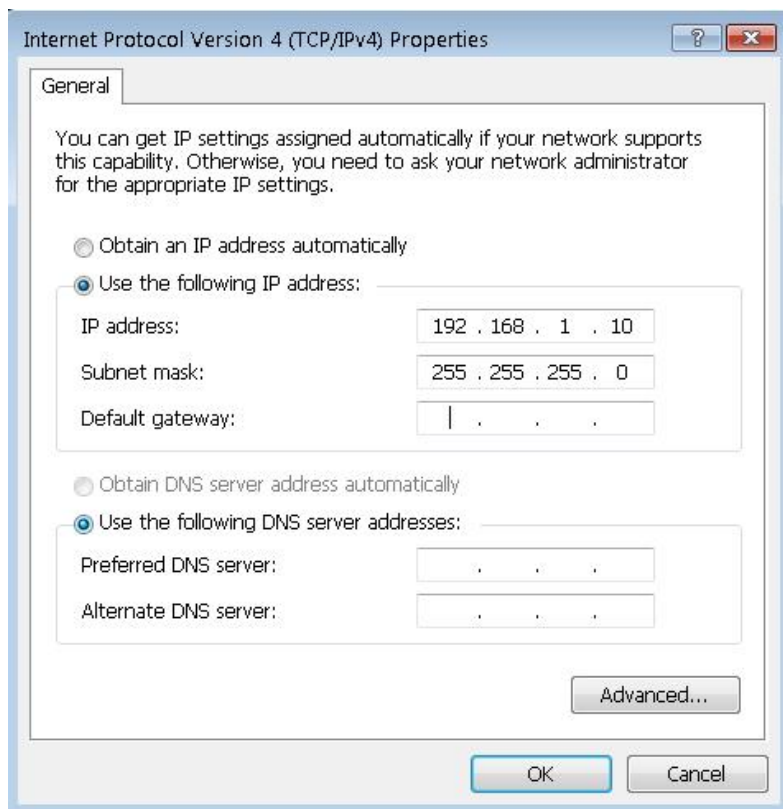 Internet Protocol Version 4 (TCP/IPv4) Properties
General
You can get IP settings assigned automatically if your network supports
this capability. Otherwise, you need to ask your network administrator
for the appropriate IP settings.
Obtain an IP address automatically
Use the following IP address:
IP address: 192 . 168 . 1 . 10
Subnet mask: 255 . 255 . 255 . 0
Default gateway: . . .
Obtain DNS server address automatically
Use the following DNS server addresses:
Preferred DNS server: . . .
Alternate DNS server: . . .
Advanced...
OK Cancel